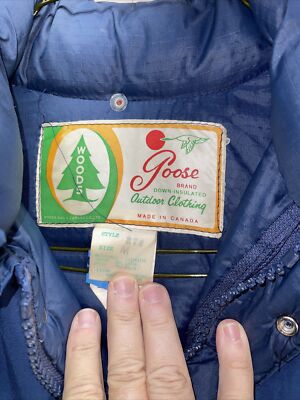 WOODS
Goose
BRAND
DOWN-INSULATED
Outdoor Clothing
MADE IN CANADA
STYLE
SIZE